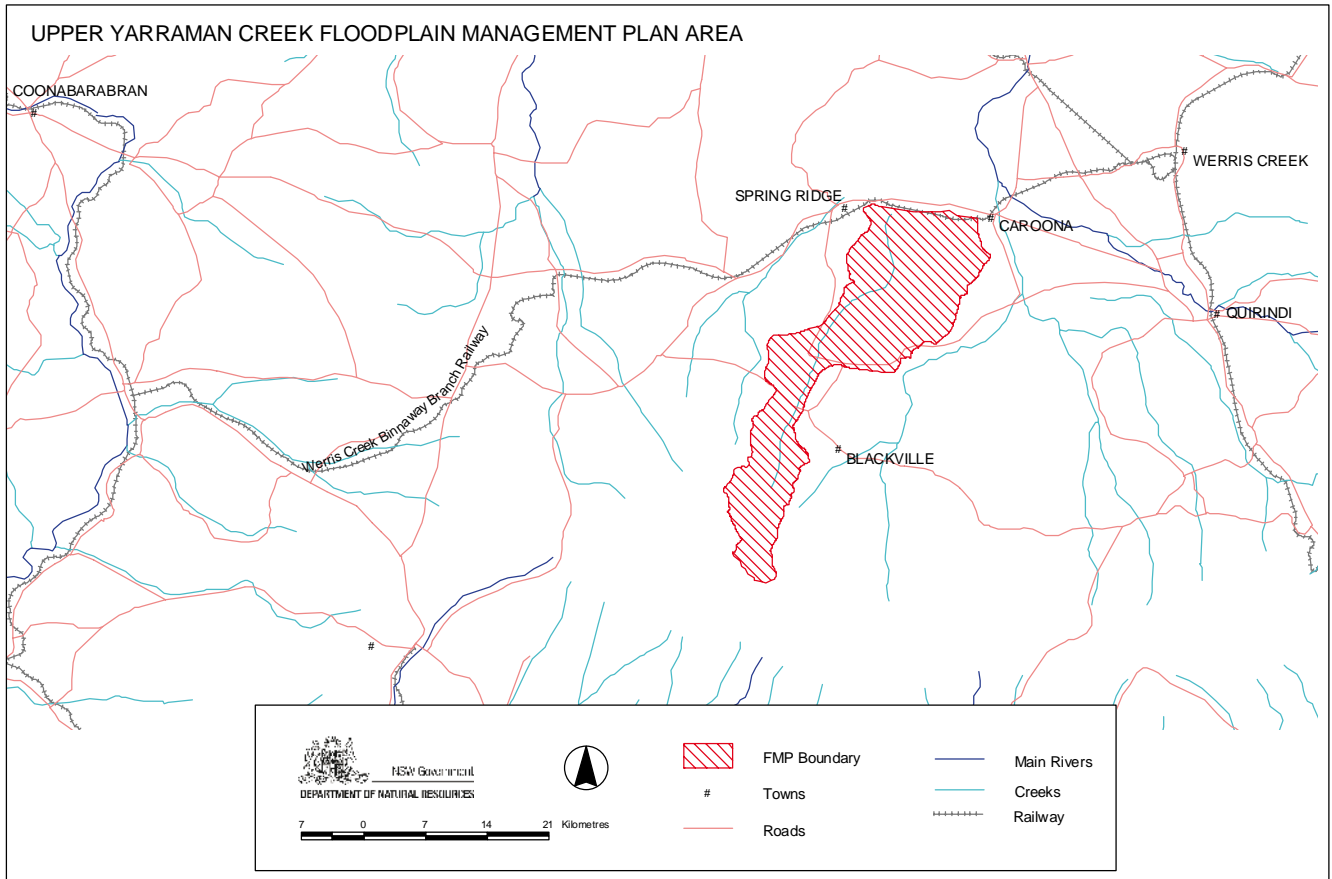 UPPER YARRAMAN CREEK FLOODPLAIN MANAGEMENT PLAN AREA
COONABARABRAN
#
WERRIS CREEK
#
SPRING RIDGE
#
CAROONA
#
QUIRINDI
#
Werris Creek Binnaway Branch Railway
BLACKVILLE
#
#
NSW Government
DEPARTMENT OF NATURAL RESOURCES
7 0 7 14 21 Kilometres
FMP Boundary
# Towns
Roads
Main Rivers
Creeks
Railway